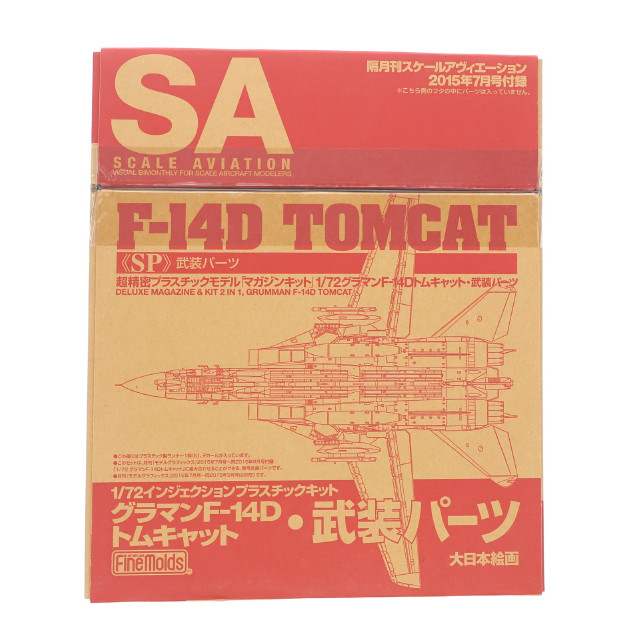 SA
SCALE AVIATION
VISUAL BIMONTHLY FOR SCALE AIRCRAFT MODELERS
隔月刊スケールアヴィエーション
2015年7月号付録
※こちら側のフタの中にパーツは入っていません。
F-14D TOMCAT
《SP》武装パーツ
超精密プラスチックモデル「マガジンキット」1/72グラマンF-14Dトムキャット・武装パーツ
DELUXE MAGAZINE & KIT 2 IN 1, GRUMMAN F-14D TOMCAT
1/72インジェクションプラスチックキット
グラマンF-14D
トムキャット
・武装パーツ
FineMolds
大日本絵画